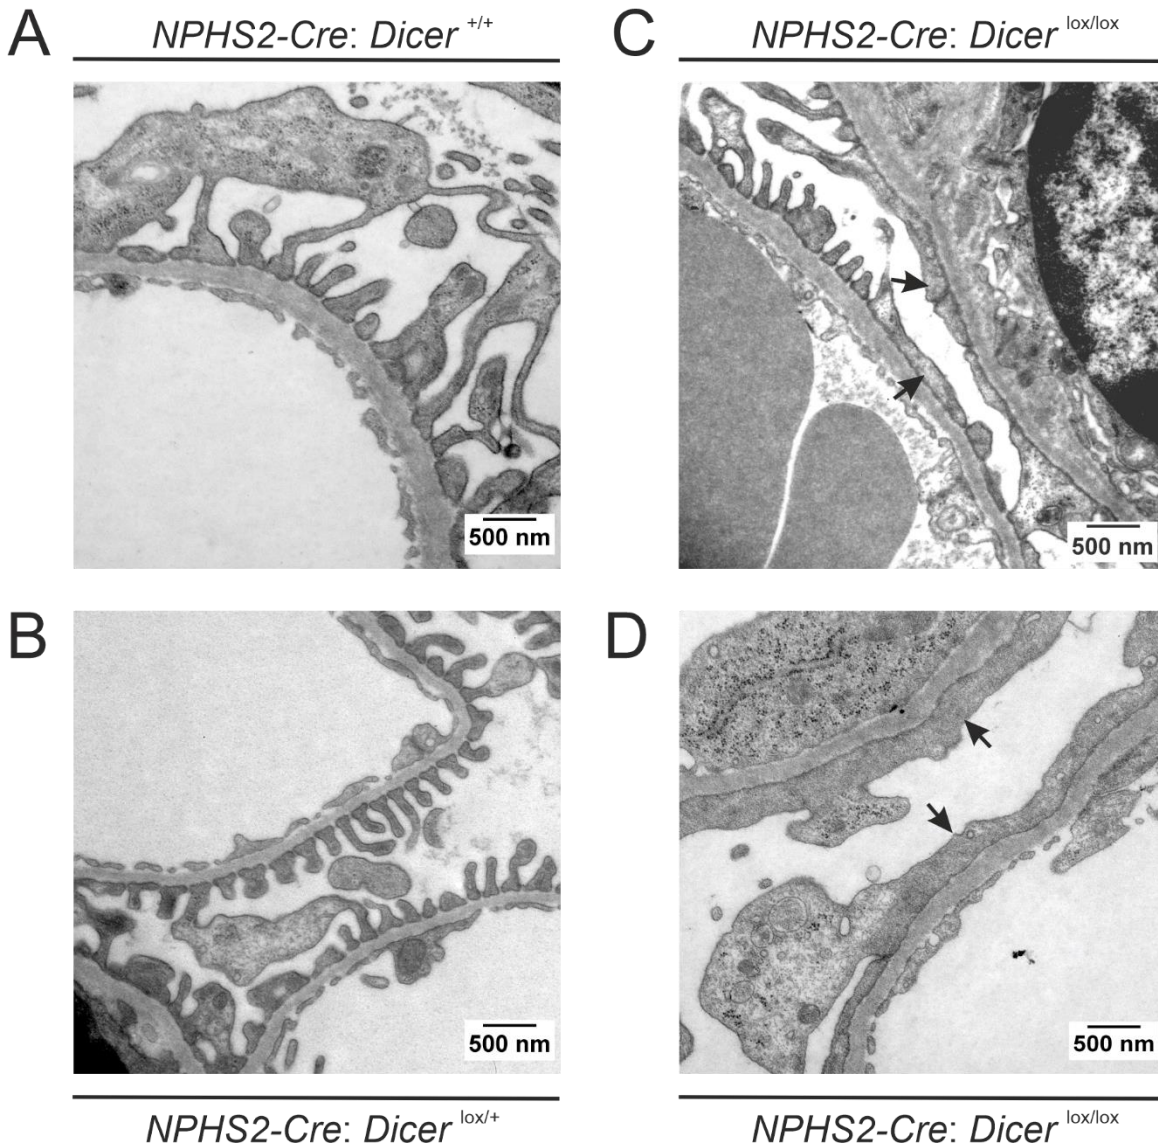 A
NPHS2-Cre: Dicer +/+
500 nm
B
500 nm
NPHS2-Cre: Dicer lox/+
C
NPHS2-Cre: Dicer lox/lox
500 nm
D
500 nm
NPHS2-Cre: Dicer lox/lox